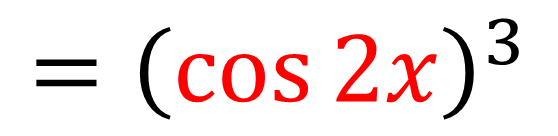 = (cos 2x)³